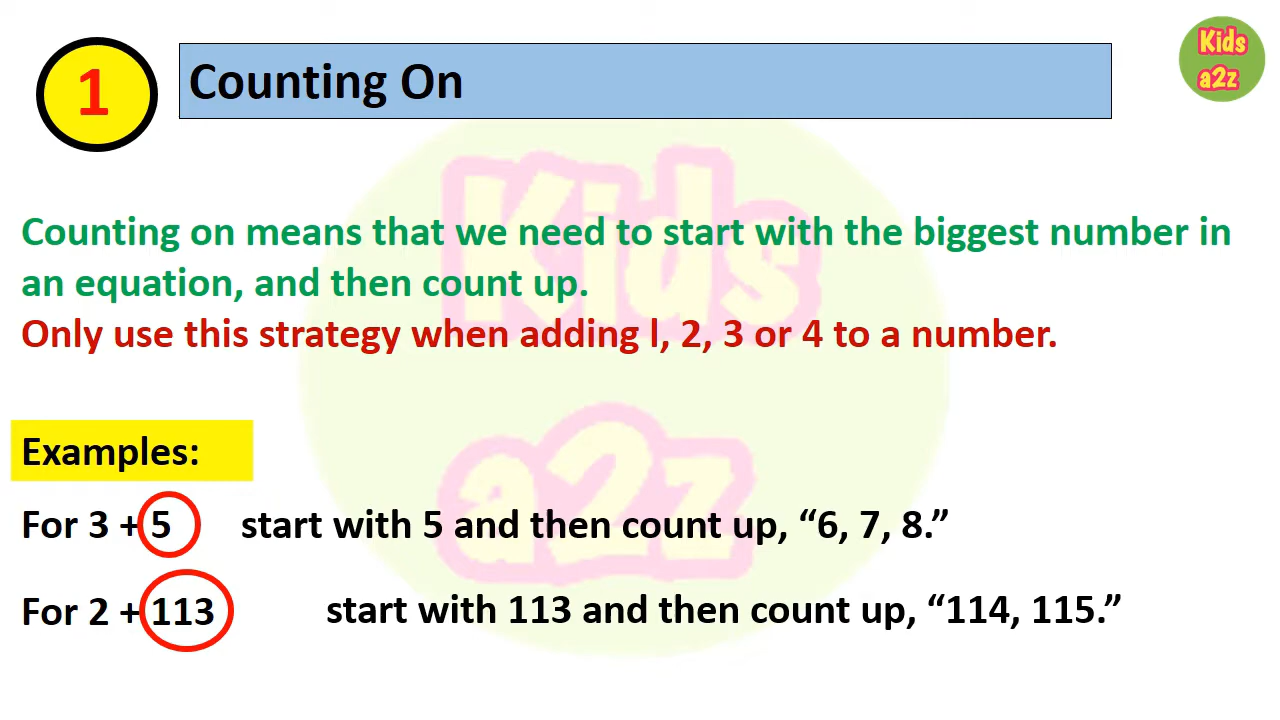 1
Counting On
Kids
a2z
Counting on means that we need to start with the biggest number in
an equation, and then count up.
Only use this strategy when adding l, 2, 3 or 4 to a number.
Kids
a2z
Examples:
For 3 + 5 start with 5 and then count up, “6, 7, 8.”
For 2 + 113 start with 113 and then count up, “114, 115.”